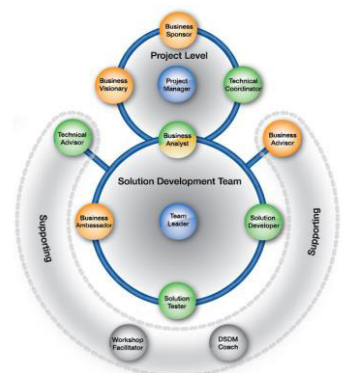 Business
Sponsor
Project Level
Business
Visionary
Project
Manager
Technical
Coordinator
Technical
Advisor
Business
Analyst
Business
Advisor
Solution Development Team
Supporting
Business
Ambassador
Team
Leader
Solution
Developer
Supporting
Solution
Tester
Workshop
Facilitator
DSDM
Coach